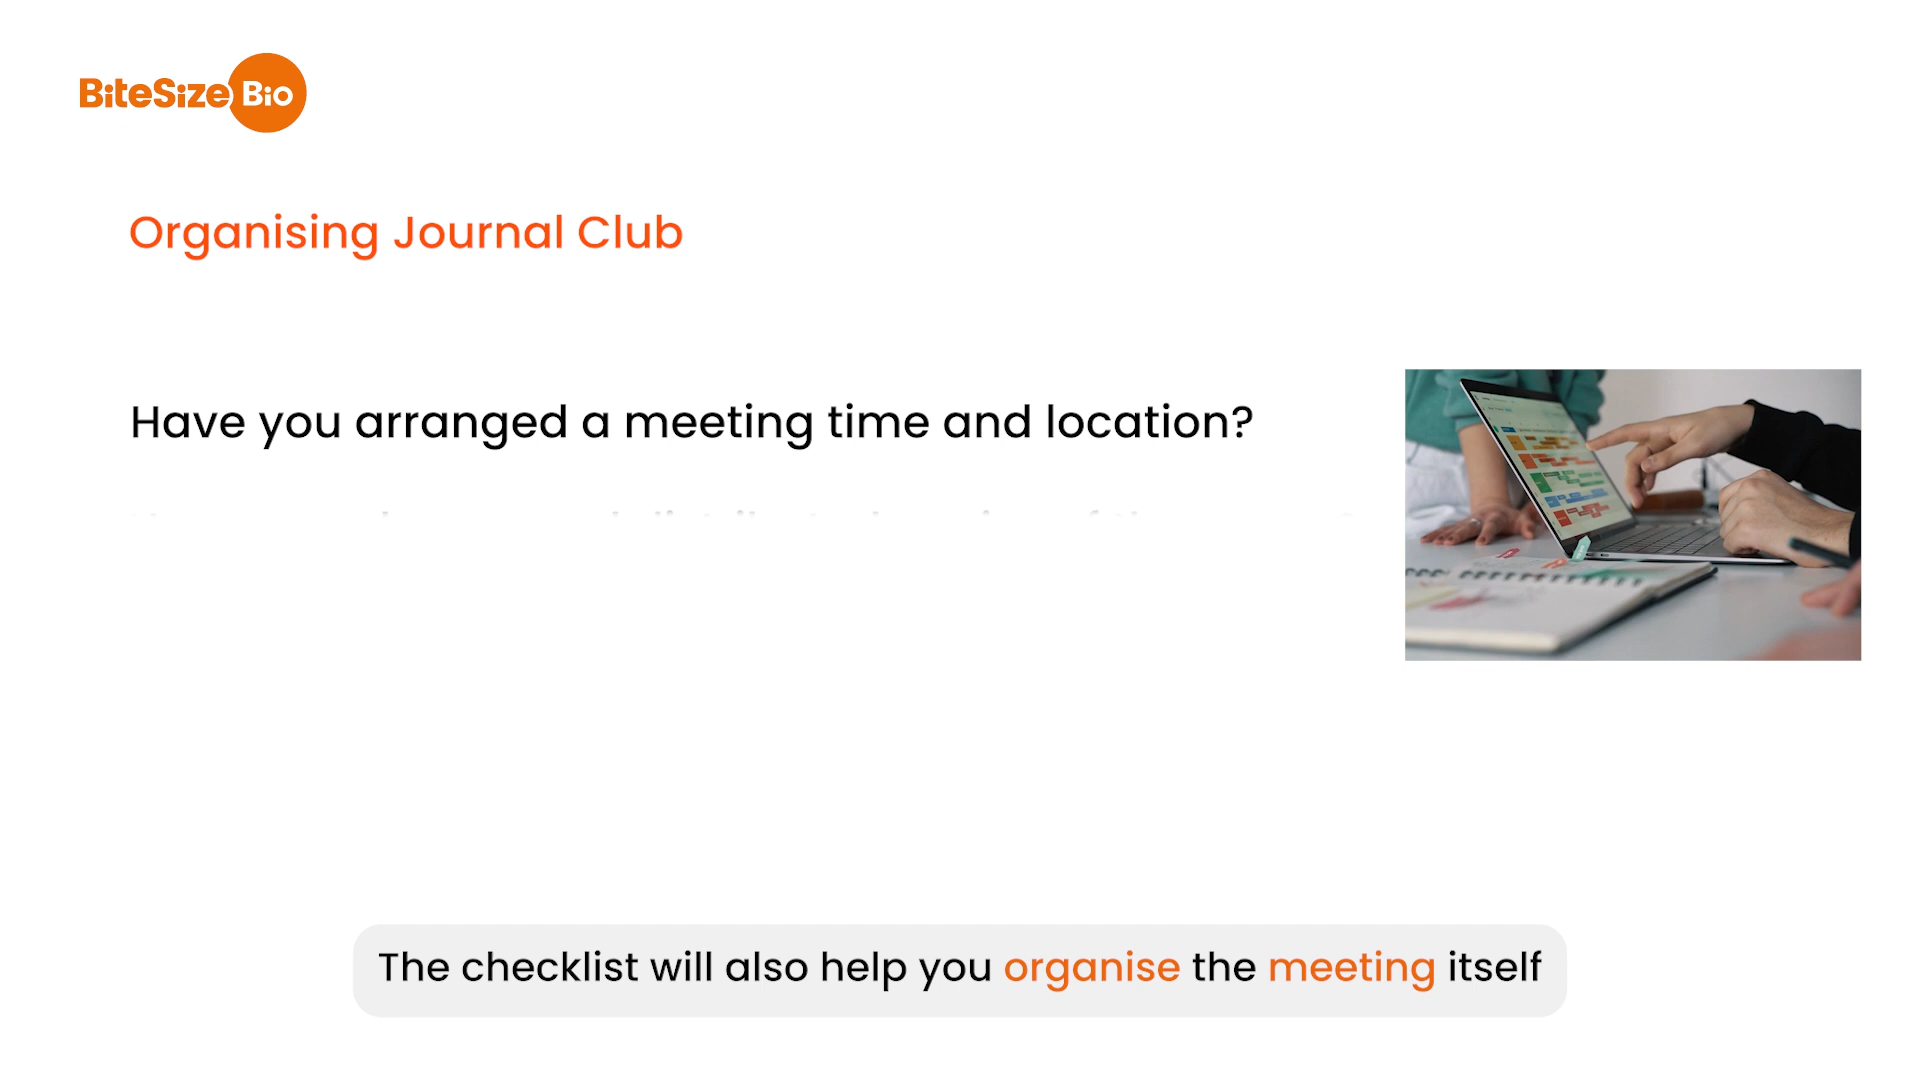 BiteSize Bio
Organising Journal Club
Have you arranged a meeting time and location?
The checklist will also help you organise the meeting itself